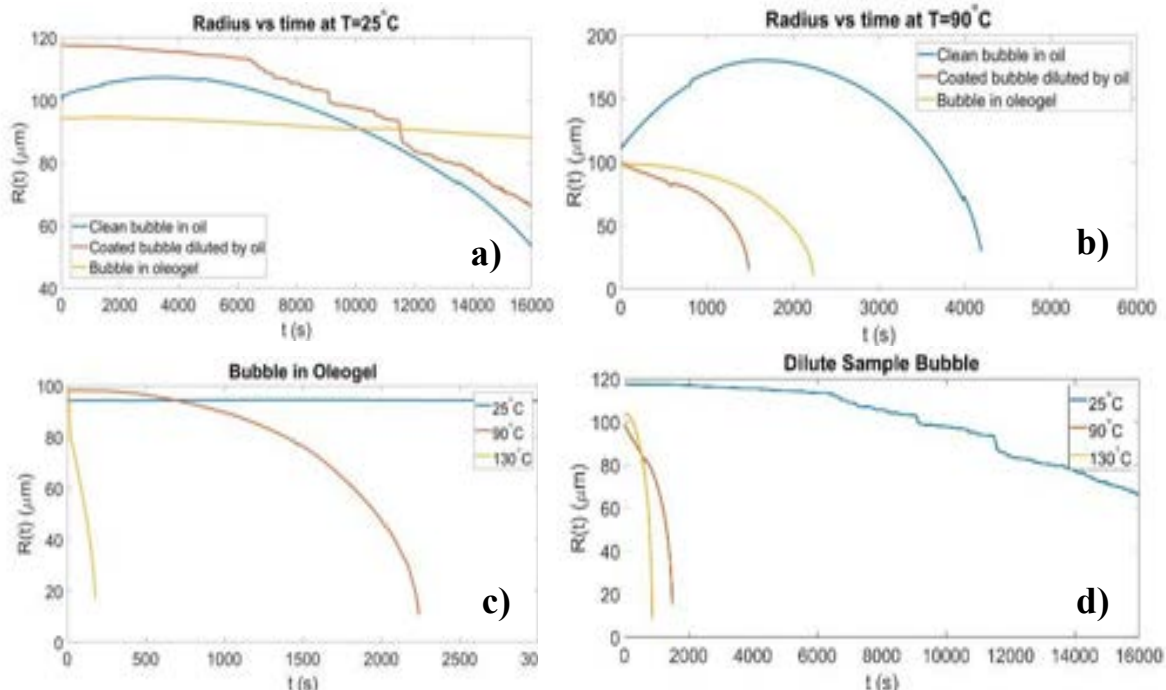 Radius vs time at T=25°C
120
100
80
60
40
R(t) (μm)
Clean bubble in oil
Coated bubble diluted by oil
Bubble in oleogel
a)
0 2000 4000 6000 8000 10000 12000 14000 16000
t (s)
Radius vs time at T=90°C
200
150
100
50
0
R(t) (μm)
Clean bubble in oil
Coated bubble diluted by oil
Bubble in oleogel
b)
0 1000 2000 3000 4000 5000 6000
t (s)
Bubble in Oleogel
100
80
60
40
20
0
R(t) (μm)
25°C
90°C
130°C
c)
0 500 1000 1500 2000 2500 300
t (s)
Dilute Sample Bubble
120
100
80
60
40
20
0
R(t) (μm)
25°C
90°C
130°C
d)
0 2000 4000 6000 8000 10000 12000 14000 16000
t (s)